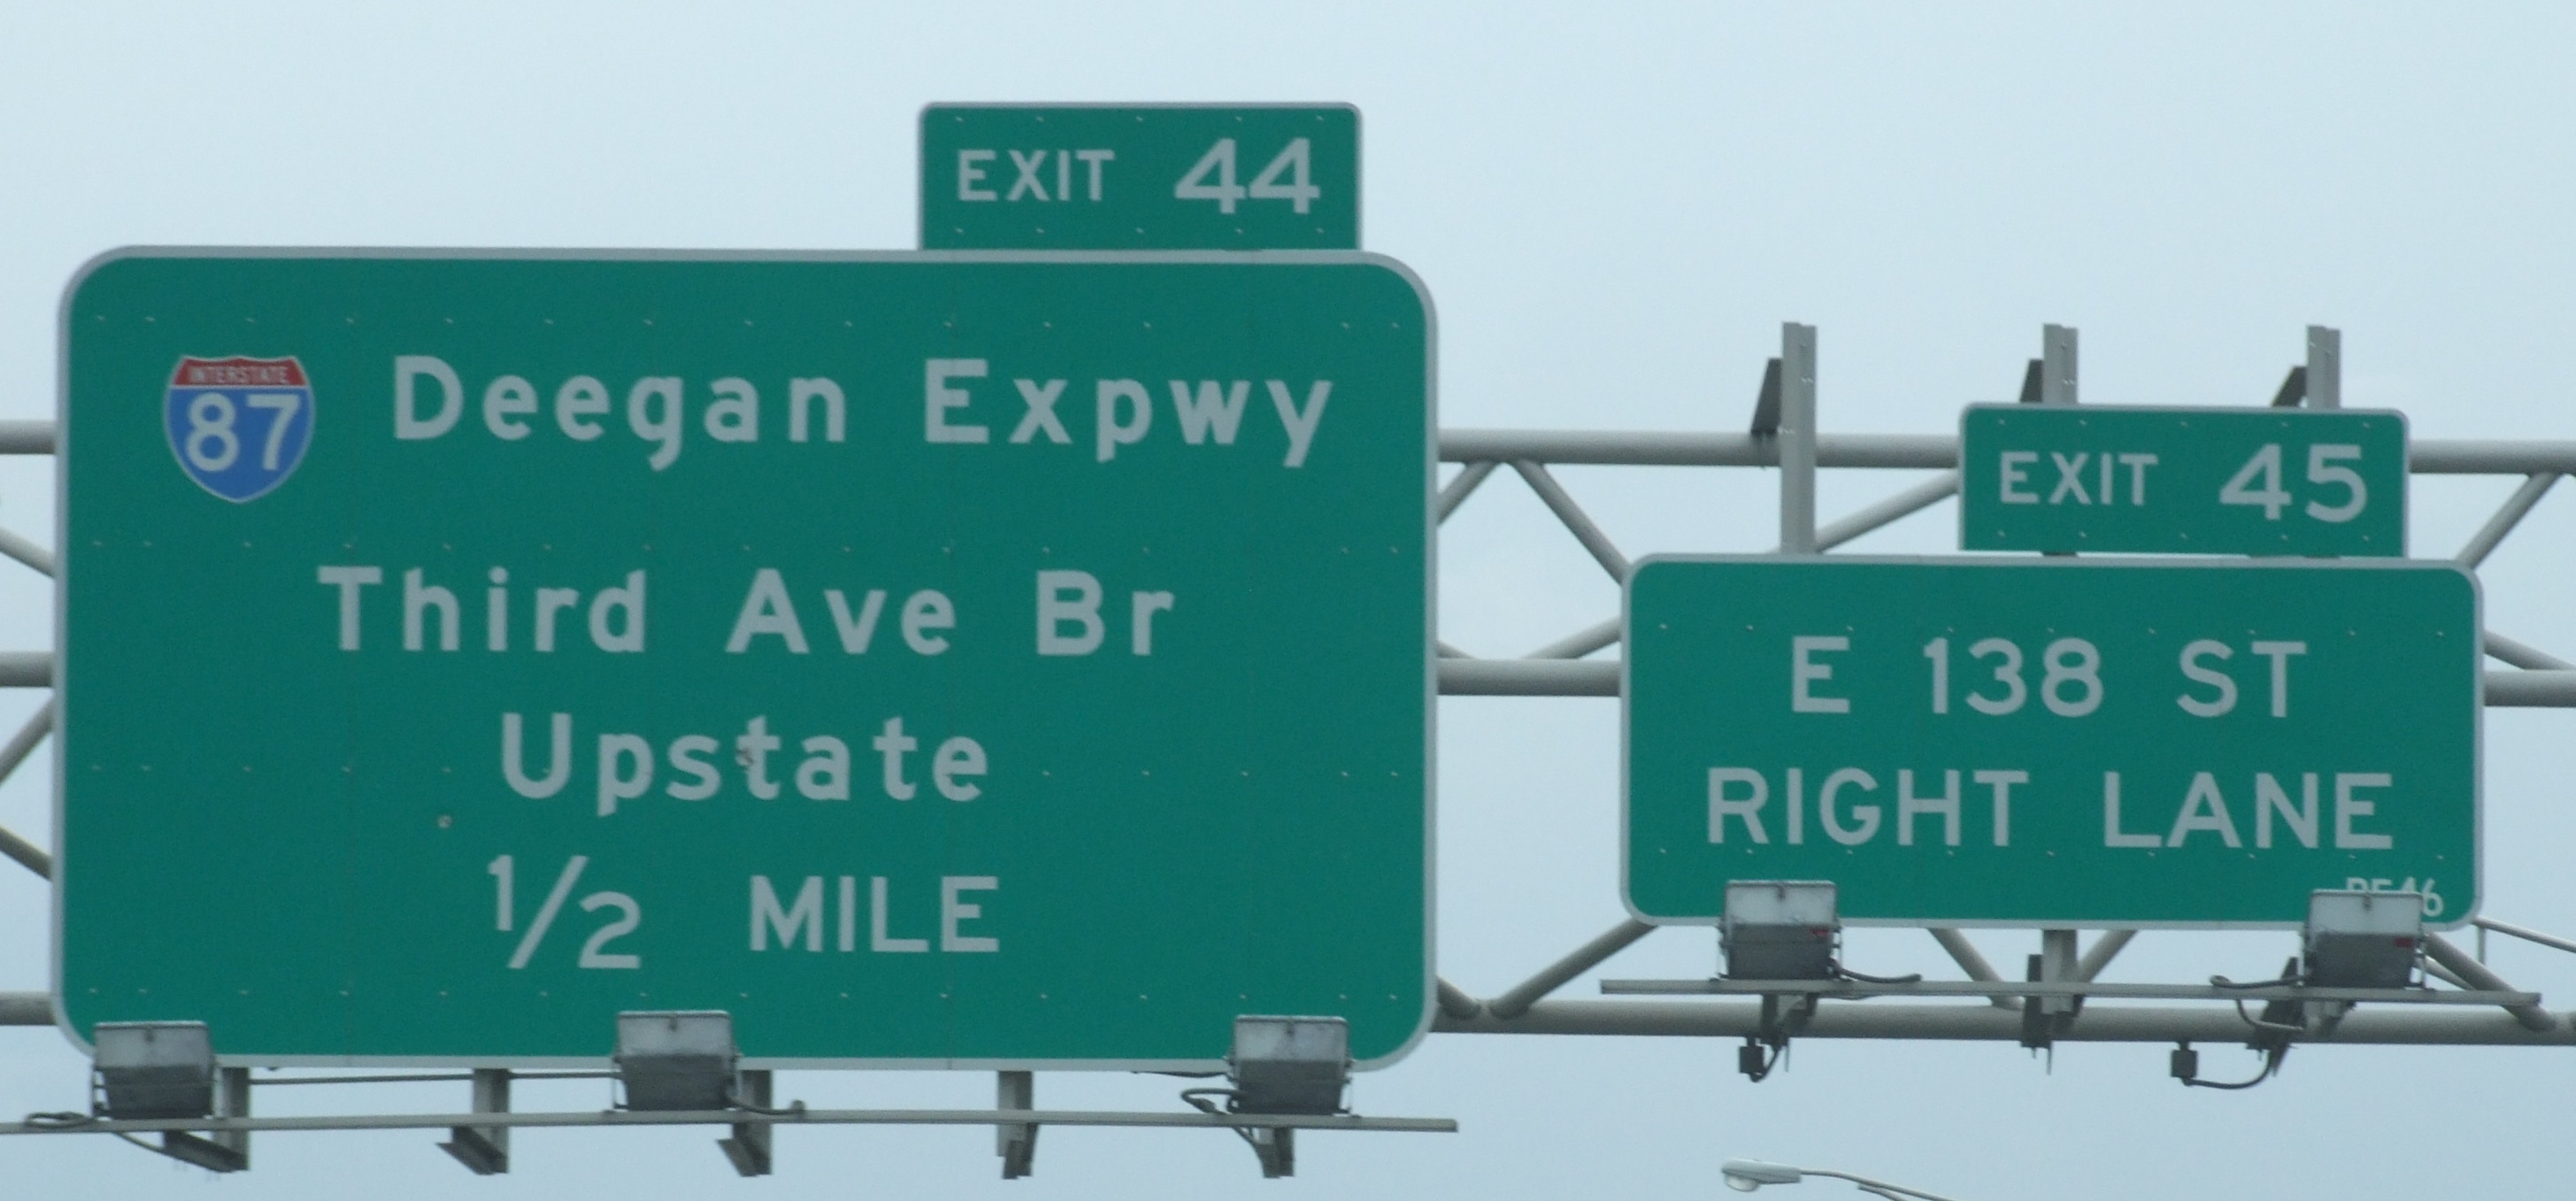 EXIT 44
INTERSTATE
87
Deegan Expwy
Third Ave Br
Upstate
1/2 MILE
EXIT 45
E 138 ST
RIGHT LANE